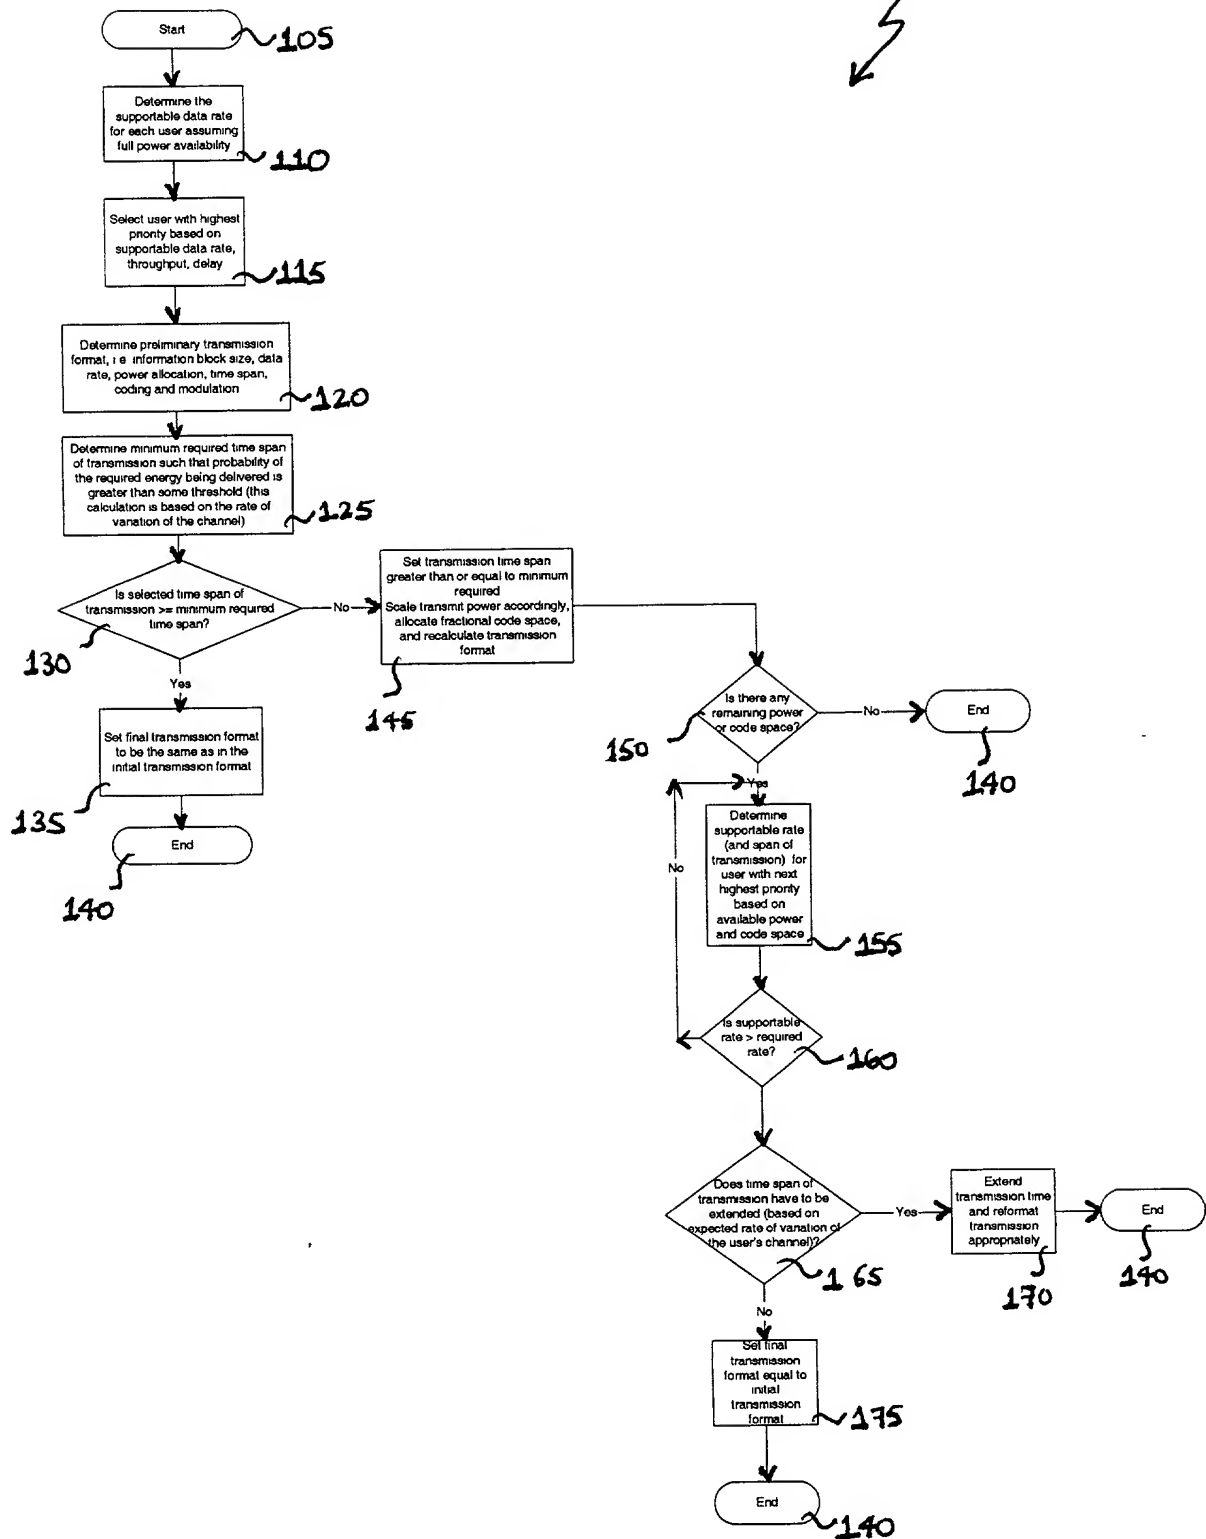 Start
105
Determine the
supportable data rate
for each user assuming
full power availability
110
Select user with highest
priority based on
supportable data rate,
throughput, delay
115
Determine preliminary transmission
format, i e information block size, data
rate, power allocation, time span,
coding and modulation
120
Determine minimum required time span
of transmission such that probability of
the required energy being delivered is
greater than some threshold (this
calculation is based on the rate of
variation of the channel)
125
Is selected time span of
transmission >= minimum required
time span?
130
No
Yes
Set final transmission format
to be the same as in the
initial transmission format
135
End
140
Set transmission time span
greater than or equal to minimum
required
Scale transmit power accordingly,
allocate fractional code space,
and recalculate transmission
format
145
Is there any
remaining power
or code space?
150
No
End
140
Yes
Determine
supportable rate
(and span of
transmission) for
user with next
highest priority
based on
available power
and code space
155
No
Is supportable
rate > required
rate?
160
Does time span of
transmission have to be
extended (based on
expected rate of variation of
the user's channel)?
165
Yes
Extend
transmission time
and reformat
transmission
appropriately
170
End
140
No
Set final
transmission
format equal to
initial
transmission
format
175
End
140